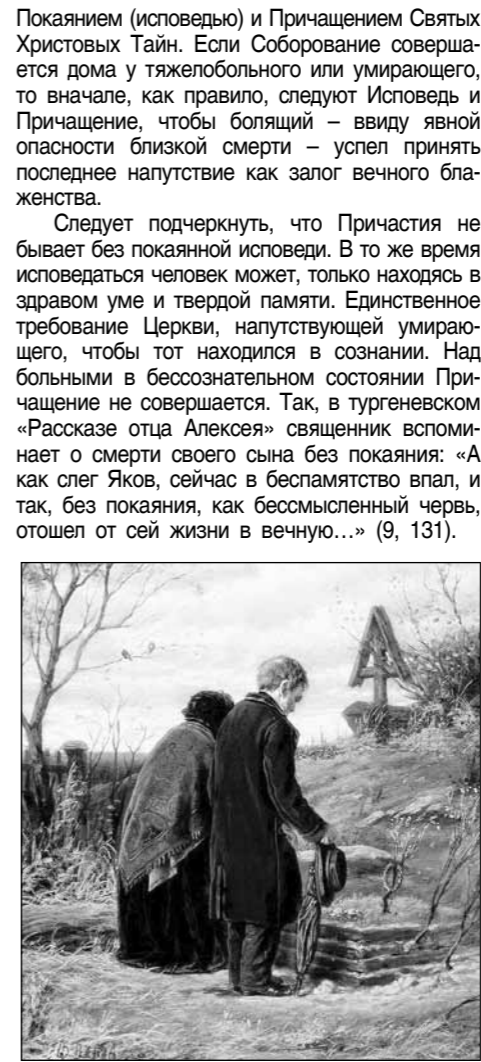 Покаянием (исповедью) и Причащением Святых
Христовых Тайн. Если Соборование соверша-
ется дома у тяжелобольного или умирающего,
то вначале, как правило, следуют Исповедь и
Причащение, чтобы болящий – ввиду явной
опасности близкой смерти – успел принять
последнее напутствие как залог вечного бла-
женства.
Следует подчеркнуть, что Причастия не
бывает без покаянной исповеди. В то же время
исповедаться человек может, только находясь в
здравом уме и твердой памяти. Единственное
требование Церкви, напутствующей умираю-
щего, чтобы тот находился в сознании. Над
больными в бессознательном состоянии При-
чащение не совершается. Так, в тургеневском
«Рассказе отца Алексея» священник вспоми-
нает о смерти своего сына без покаяния: «А
как слег Яков, сейчас в беспамятство впал, и
так, без покаяния, как бессмысленный червь,
отошел от сей жизни в вечную…» (9, 131).